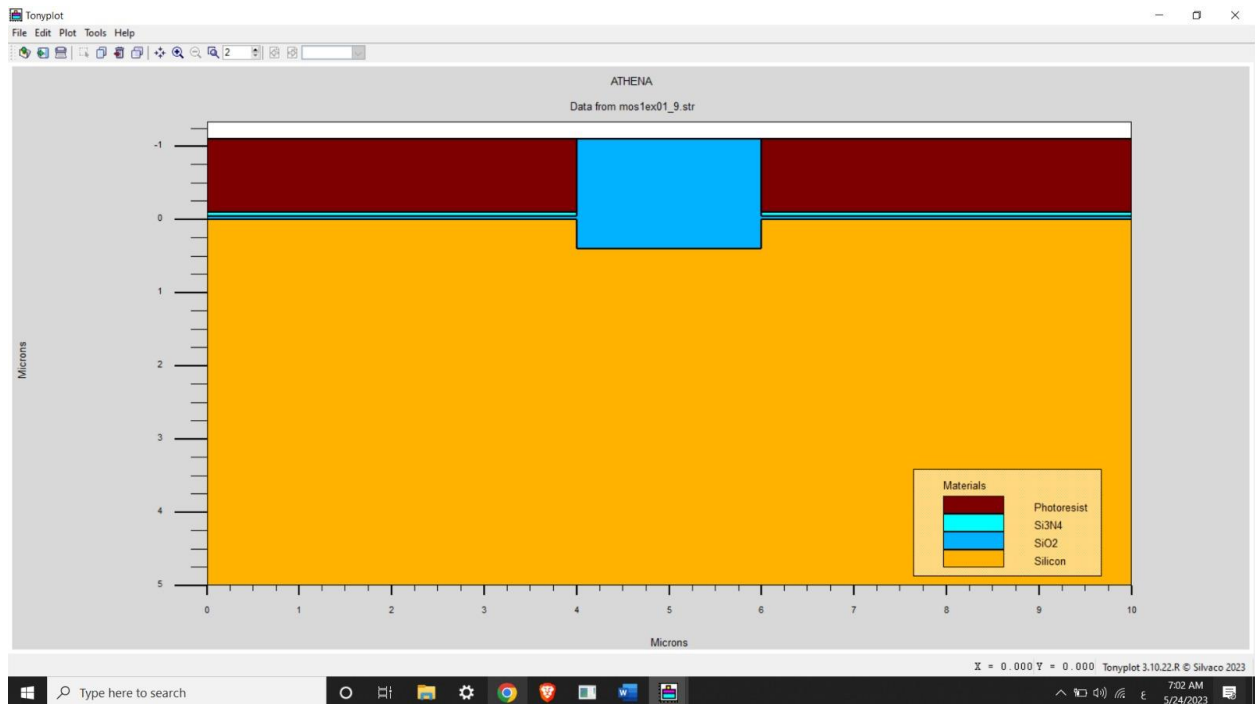 Tonyplot
File Edit Plot Tools Help
2
ATHENA
Data from mos1ex01_9.str
-1
0
1
2
3
4
5
Microns
Materials
Photoresist
Si3N4
SiO2
Silicon
0 1 2 3 4 5 6 7 8 9 10
Microns
X = 0.000 Y = 0.000 Tonyplot 3.10.22.R © Silvaco 2023
Type here to search
ع
7:02 AM
5/24/2023